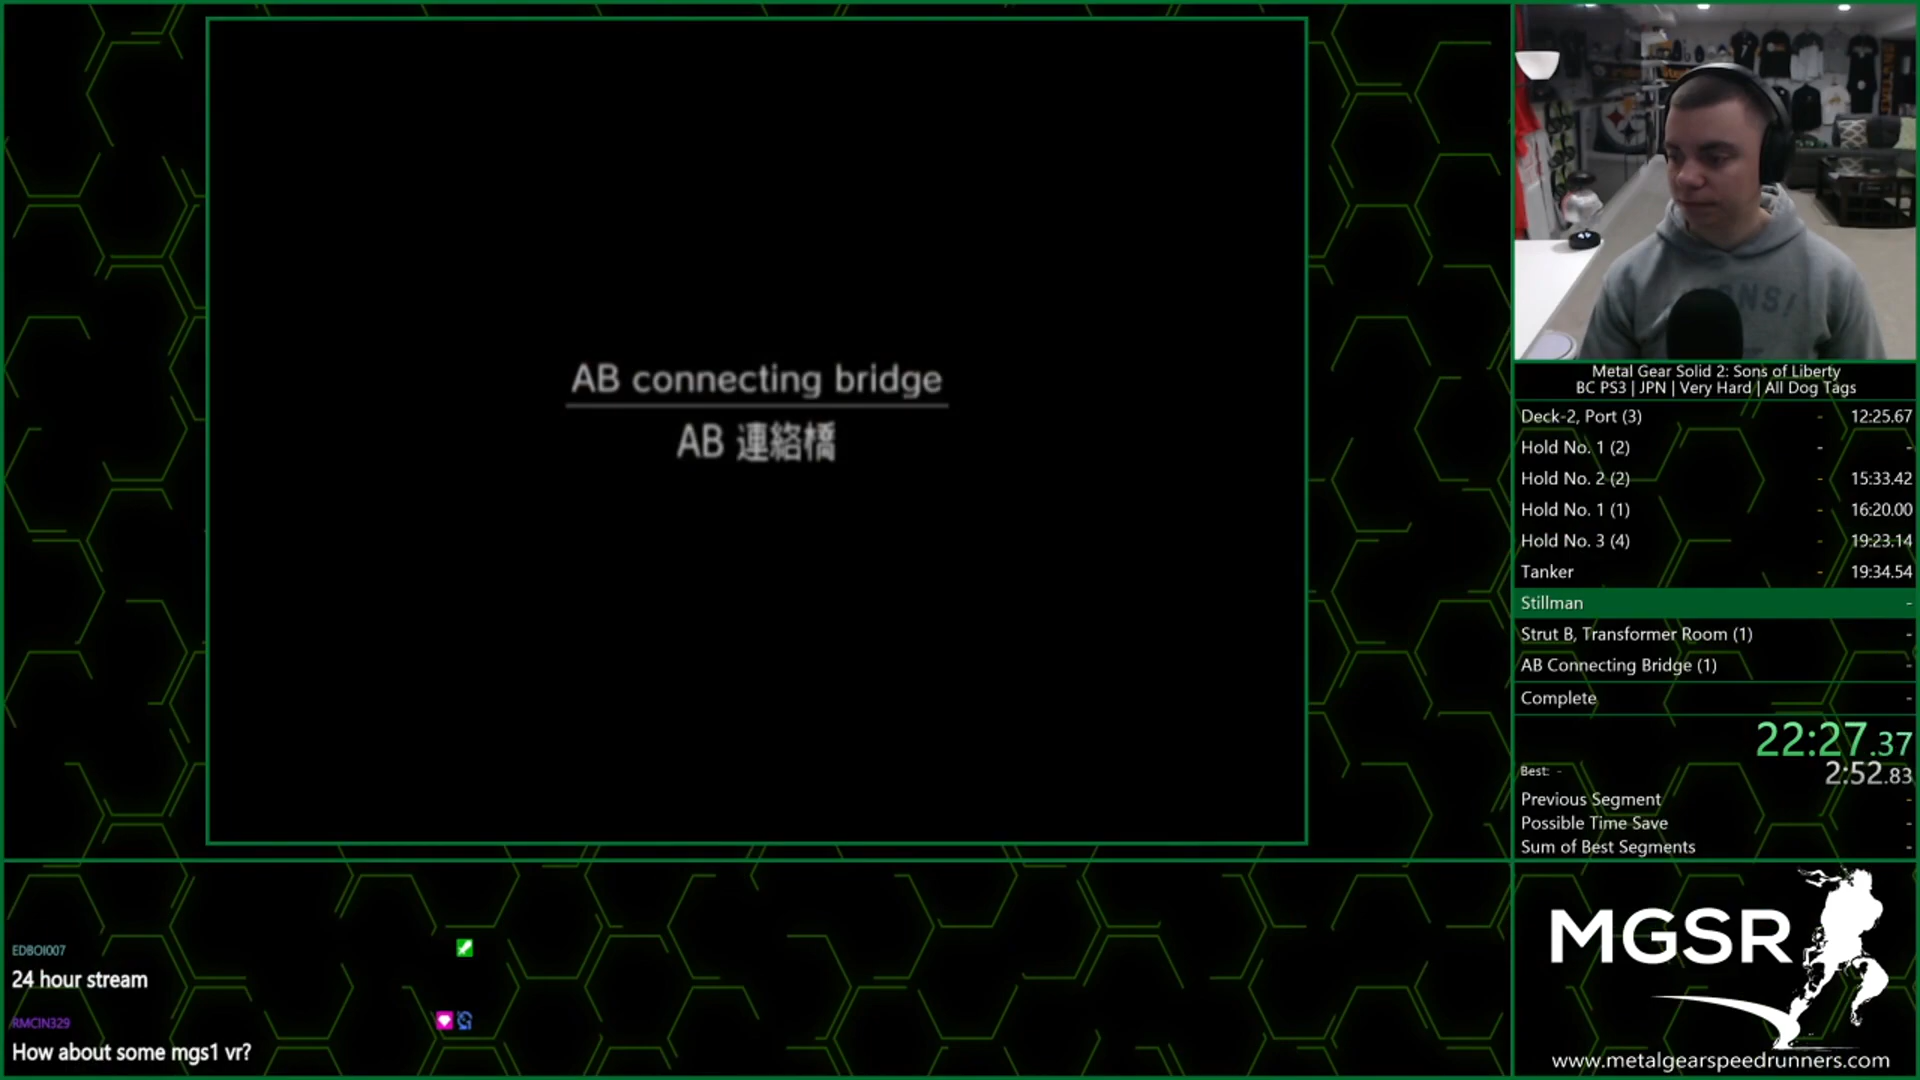 AB connecting bridge
AB 連絡橋
Metal Gear Solid 2: Sons of Liberty
BC PS3 | JPN | Very Hard | All Dog Tags
Deck-2, Port (3) - 12:25.67
Hold No. 1 (2) - -
Hold No. 2 (2) - 15:33.42
Hold No. 1 (1) - 16:20.00
Hold No. 3 (4) - 19:23.14
Tanker - 19:34.54
Stillman -
Strut B, Transformer Room (1) -
AB Connecting Bridge (1) -
Complete -
22:27.37
Best: - 2:52.83
Previous Segment -
Possible Time Save -
Sum of Best Segments -
EDBOI007
24 hour stream
RMCIN329
How about some mgs1 vr?
MGSR
www.metalgearspeedrunners.com